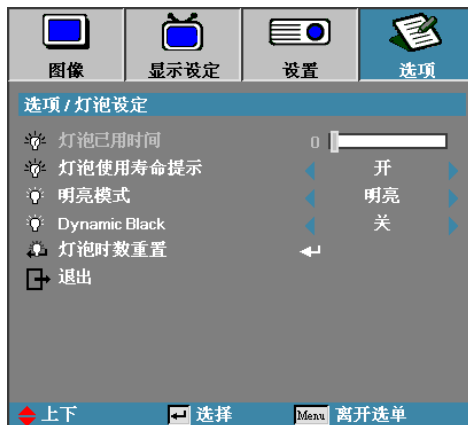 图像 显示设定 设置 选项
选项 / 灯泡设定
灯泡已用时间 0
灯泡使用寿命提示 开
明亮模式 明亮
Dynamic Black 关
灯泡时数重置
退出
上下 选择 Menu 离开选单